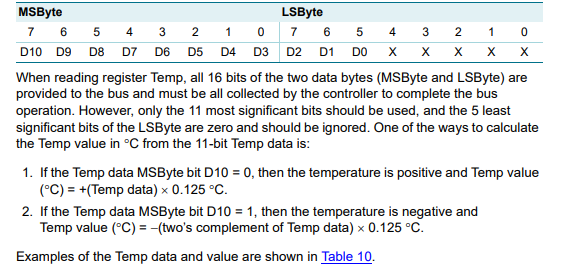 MSByte LSByte
7 6 5 4 3 2 1 0 7 6 5 4 3 2 1 0
D10 D9 D8 D7 D6 D5 D4 D3 D2 D1 D0 X X X X X
When reading register Temp, all 16 bits of the two data bytes (MSByte and LSByte) are
provided to the bus and must be all collected by the controller to complete the bus
operation. However, only the 11 most significant bits should be used, and the 5 least
significant bits of the LSByte are zero and should be ignored. One of the ways to calculate
the Temp value in °C from the 11-bit Temp data is:
1. If the Temp data MSByte bit D10 = 0, then the temperature is positive and Temp value
(°C) = +(Temp data) × 0.125 °C.
2. If the Temp data MSByte bit D10 = 1, then the temperature is negative and
Temp value (°C) = −(two's complement of Temp data) × 0.125 °C.
Examples of the Temp data and value are shown in Table 10.